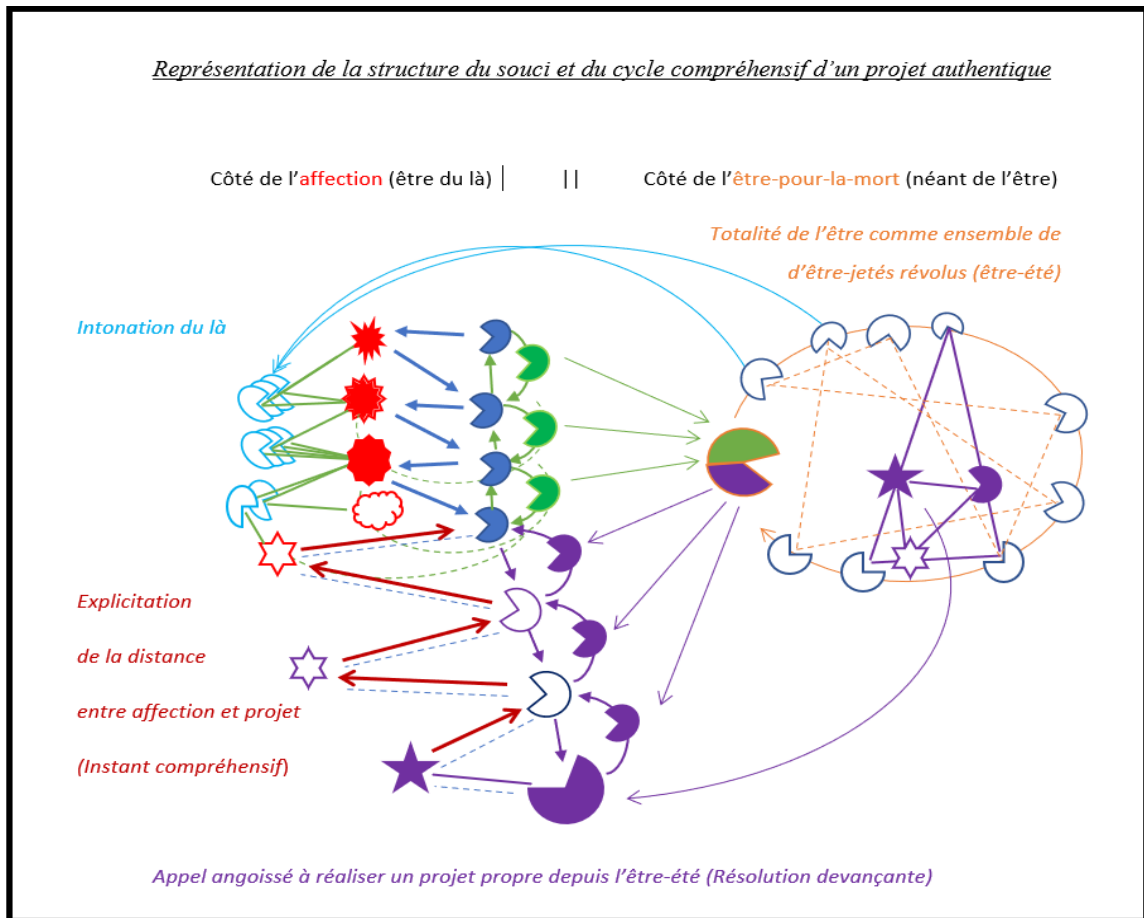 Représentation de la structure du souci et du cycle compréhensif d'un projet authentique
Côté de l'affection (être du là) | || Côté de l'être-pour-la-mort (néant de l'être)
Totalité de l'être comme ensemble de
d'être-jetés révolus (être-été)
Intonation du là
Explicitation
de la distance
entre affection et projet
(Instant compréhensif)
Appel angoissé à réaliser un projet propre depuis l'être-été (Résolution devançante)